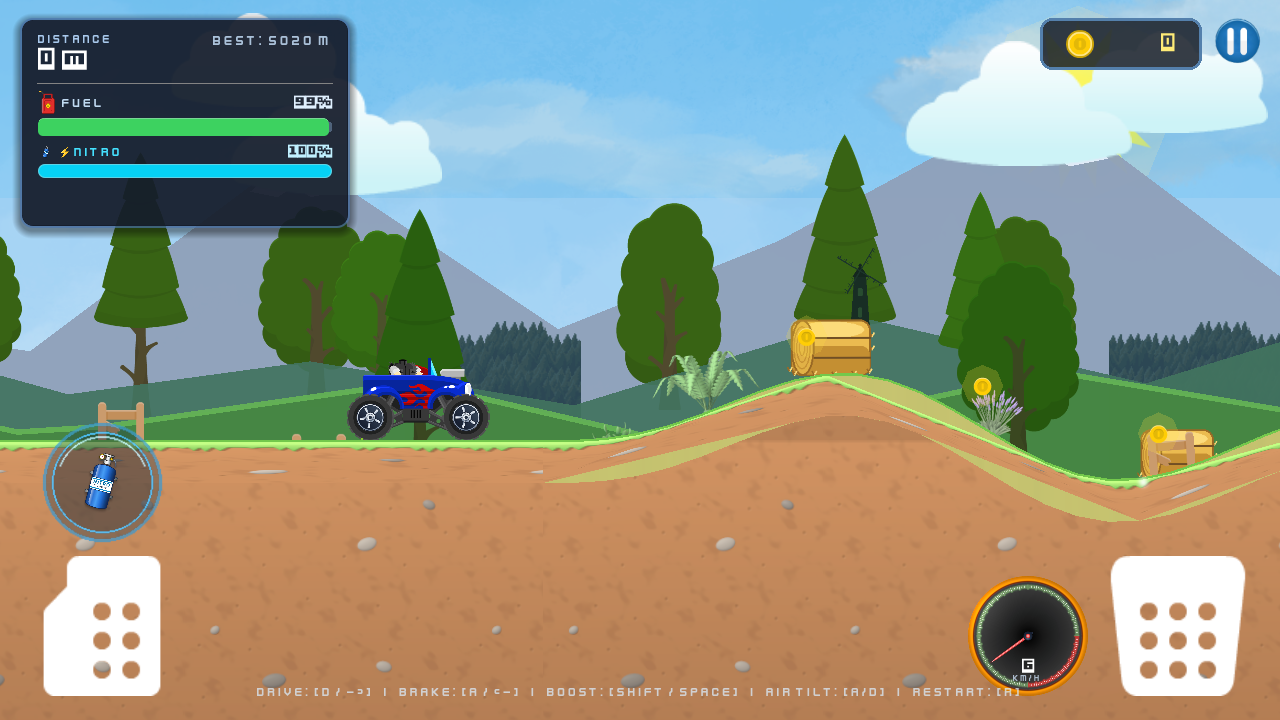 DISTANCE
BEST: 5020 M
0 m
FUEL
99%
⚡NITRO
100%
0
6
KM/H
DRIVE: [D / ->] | BRAKE: [A / <-] | BOOST: [SHIFT / SPACE] | AIR TILT: [A/D] | RESTART: [R]